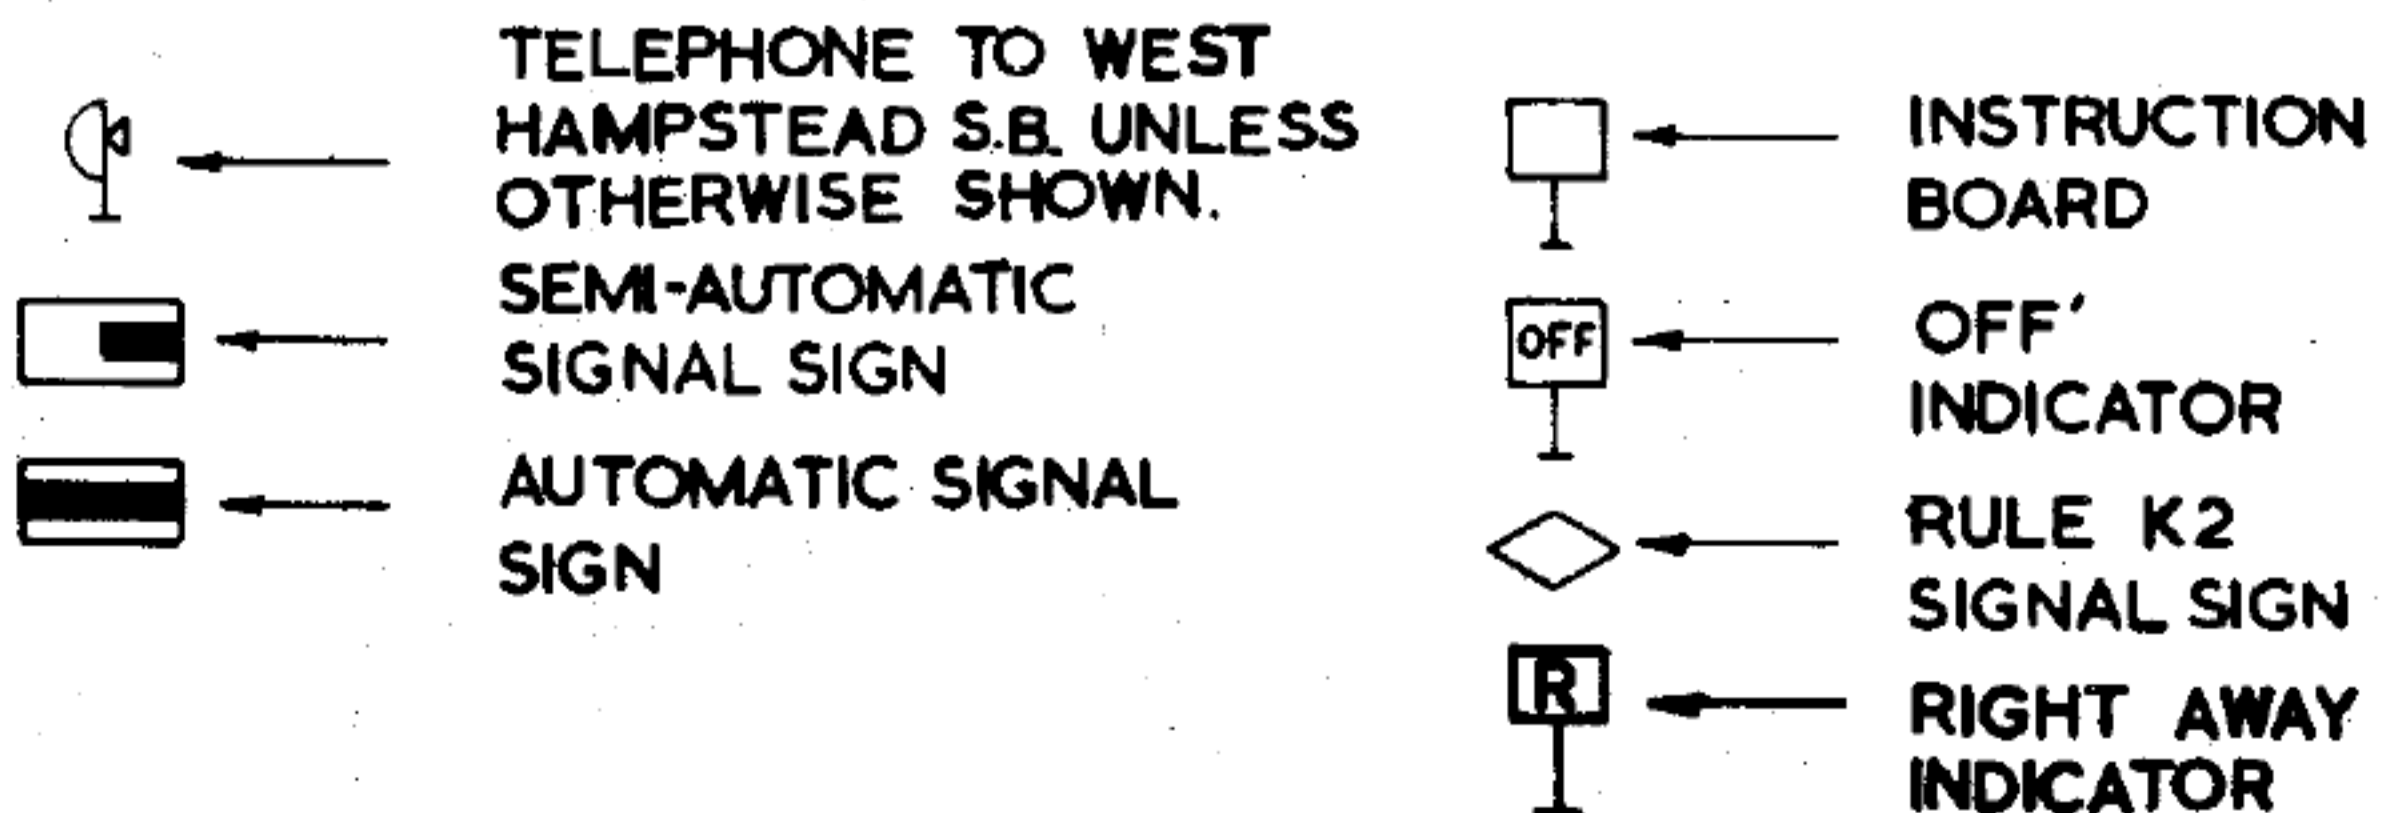 TELEPHONE TO WEST
HAMPSTEAD S.B. UNLESS
OTHERWISE SHOWN.
SEMI-AUTOMATIC
SIGNAL SIGN
AUTOMATIC SIGNAL
SIGN
INSTRUCTION
BOARD
OFF
OFF'
INDICATOR
RULE K2
SIGNAL SIGN
R
RIGHT AWAY
INDICATOR